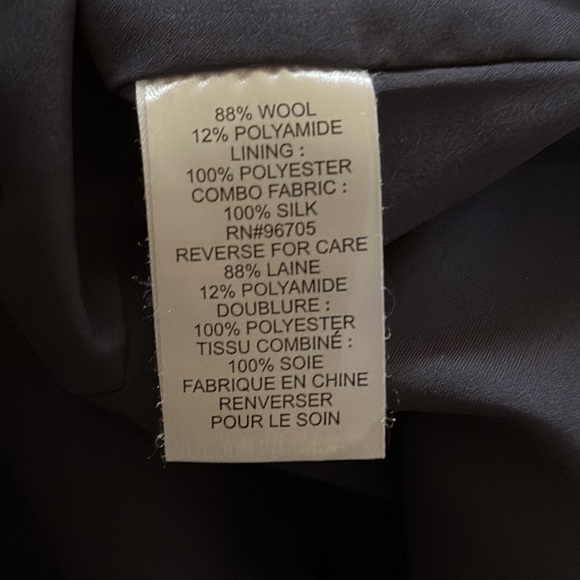 88% WOOL
12% POLYAMIDE
LINING :
100% POLYESTER
COMBO FABRIC :
100% SILK
RN#96705
REVERSE FOR CARE
88% LAINE
12% POLYAMIDE
DOUBLURE :
100% POLYESTER
TISSU COMBINÉ :
100% SOIE
FABRIQUE EN CHINE
RENVERSER
POUR LE SOIN